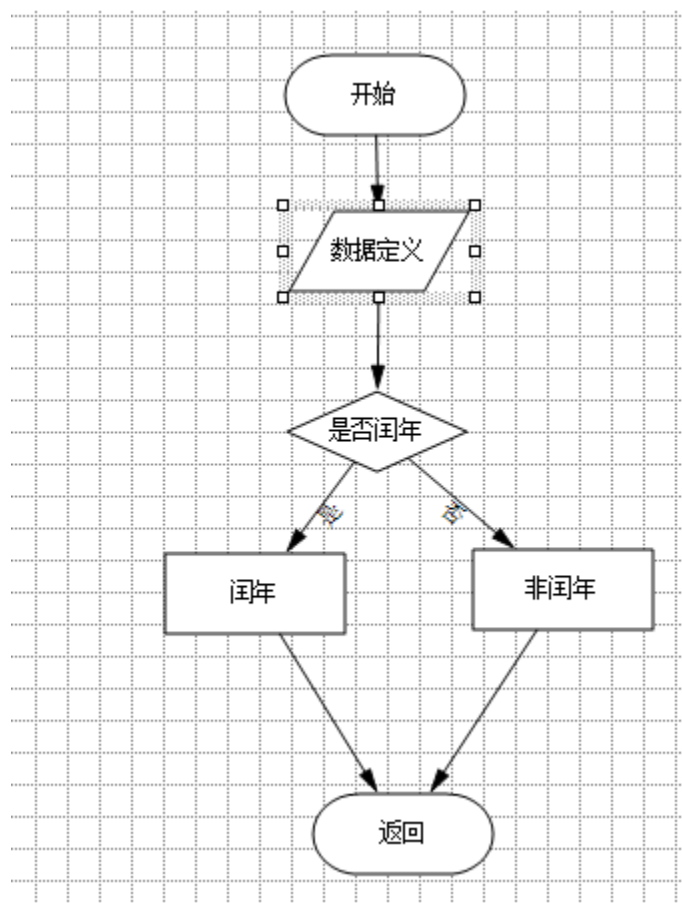 开始
数据定义
是否闰年
是
否
闰年
非闰年
返回